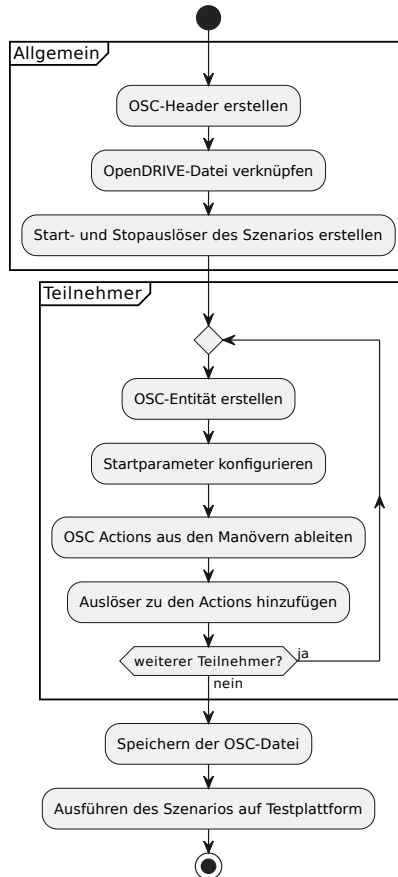 Allgemein
OSC-Header erstellen
OpenDRIVE-Datei verknüpfen
Start- und Stopauslöser des Szenarios erstellen
Teilnehmer
OSC-Entität erstellen
Startparameter konfigurieren
OSC Actions aus den Manövern ableiten
Auslöser zu den Actions hinzufügen
weiterer Teilnehmer?
ja
nein
Speichern der OSC-Datei
Ausführen des Szenarios auf Testplattform